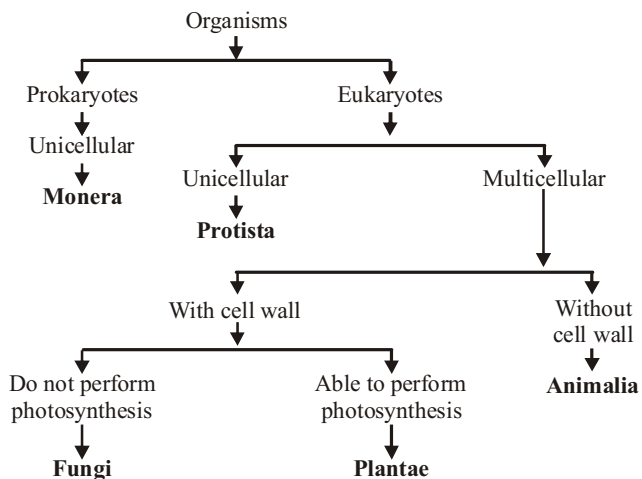 Organisms
Prokaryotes
Eukaryotes
Unicellular
Monera
Unicellular
Multicellular
Protista
With cell wall
Without
cell wall
Do not perform
photosynthesis
Able to perform
photosynthesis
Animalia
Fungi
Plantae